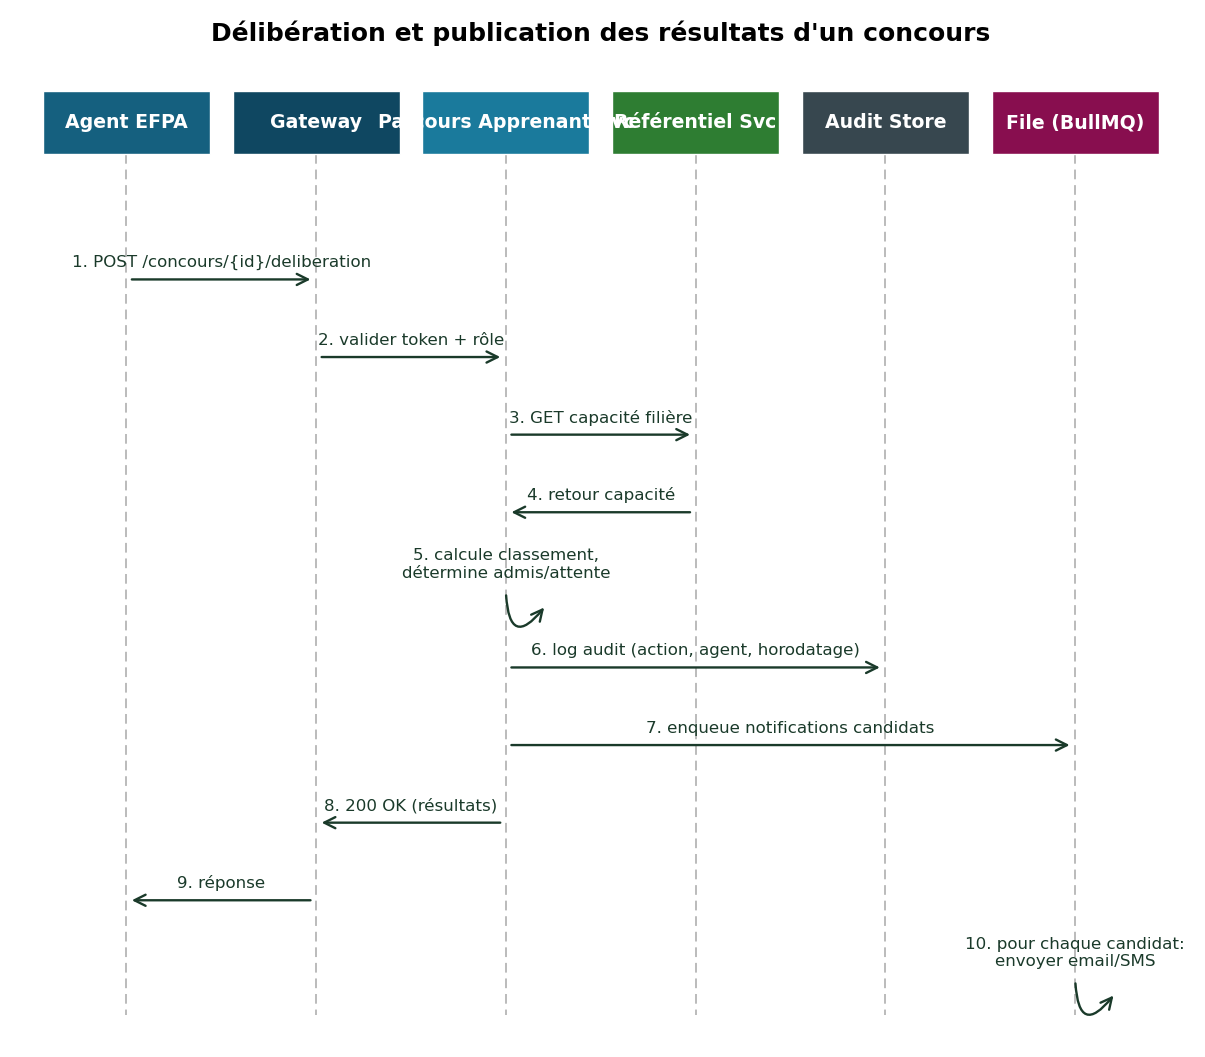 Délibération et publication des résultats d'un concours
Agent EFPA
Gateway
Parcours Apprenant Svc
Référentiel Svc
Audit Store
File (BullMQ)
1. POST /concours/{id}/deliberation
2. valider token + rôle
3. GET capacité filière
4. retour capacité
5. calcule classement,
détermine admis/attente
6. log audit (action, agent, horodatage)
7. enqueue notifications candidats
8. 200 OK (résultats)
9. réponse
10. pour chaque candidat:
envoyer email/SMS